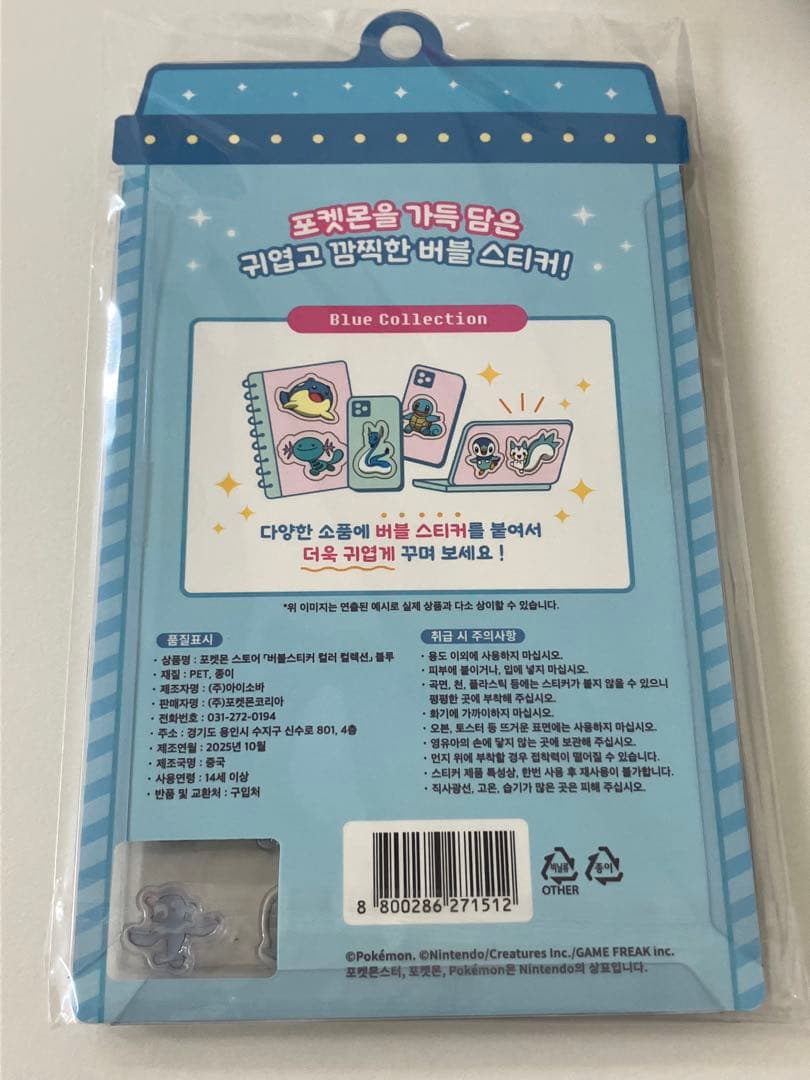 포켓몬을 가득 담은
귀엽고 깜찍한 버블 스티커!
Blue Collection
다양한 소품에 버블 스티커를 붙여서
더욱 귀엽게 꾸며 보세요!
*위 이미지는 연출된 예시로 실제 상품과 다소 상이할 수 있습니다.
품질표시
· 상품명 : 포켓몬 스토어 「버블스티커 컬러 컬렉션」 블루
· 재질 : PET, 종이
· 제조자명 : (주)아이소바
· 판매자명 : (주)포켓몬코리아
· 전화번호 : 031-272-0194
· 주소 : 경기도 용인시 수지구 신수로 801, 4층
· 제조연월 : 2025년 10월
· 제조국명 : 중국
· 사용연령 : 14세 이상
· 반품 및 교환처 : 구입처
취급 시 주의사항
· 용도 이외에 사용하지 마십시오.
· 피부에 붙이거나, 입에 넣지 마십시오.
· 곡면, 천, 플라스틱 등에는 스티커가 붙지 않을 수 있으니
평평한 곳에 부착해 주십시오.
· 화기에 가까이하지 마십시오.
· 오븐, 토스터 등 뜨거운 표면에는 사용하지 마십시오.
· 영유아의 손에 닿지 않는 곳에 보관해 주십시오.
· 먼지 위에 부착할 경우 접착력이 떨어질 수 있습니다.
· 스티커 제품 특성상, 한번 사용 후 재사용이 불가합니다.
· 직사광선, 고온, 습기가 많은 곳은 피해 주십시오.
8 800286 271512
비닐류
OTHER
종이
©Pokémon. ©Nintendo/Creatures Inc./GAME FREAK inc.
포켓몬스터, 포켓몬, Pokémon은 Nintendo의 상표입니다.